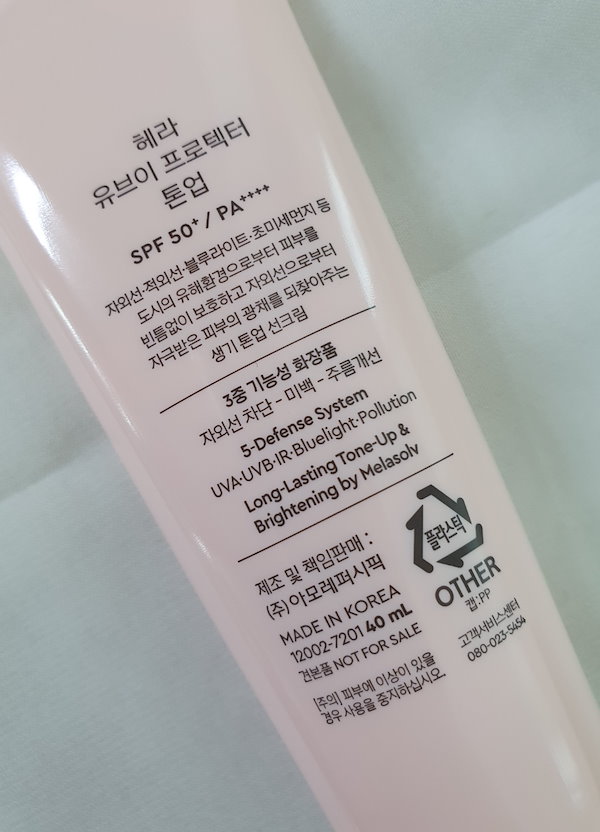 헤라
유브이 프로텍터
톤업
SPF 50+ / PA++++
자외선·적외선·블루라이트·초미세먼지 등
도시의 유해환경으로부터 피부를
빈틈없이 보호하고 자외선으로부터
자극받은 피부의 광채를 되찾아주는
생기 톤업 선크림
3중 기능성 화장품
자외선 차단 - 미백 - 주름개선
5-Defense System
UVA·UVB·IR·Bluelight·Pollution
Long-Lasting Tone-Up &
Brightening by Melasolv
제조 및 책임판매 :
(주)아모레퍼시픽
MADE IN KOREA
12002-7201 40 mL
견본품 NOT FOR SALE
[주의] 피부에 이상이 있을
경우 사용을 중지하십시오.
플라스틱
OTHER
캡:PP
고객서비스센터
080-023-5454